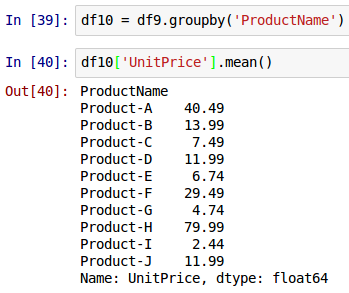 In [39]: df10 = df9.groupby('ProductName')
In [40]: df10['UnitPrice'].mean()
Out[40]: ProductName
Product-A    40.49
Product-B    13.99
Product-C     7.49
Product-D    11.99
Product-E     6.74
Product-F    29.49
Product-G     4.74
Product-H    79.99
Product-I     2.44
Product-J    11.99
Name: UnitPrice, dtype: float64